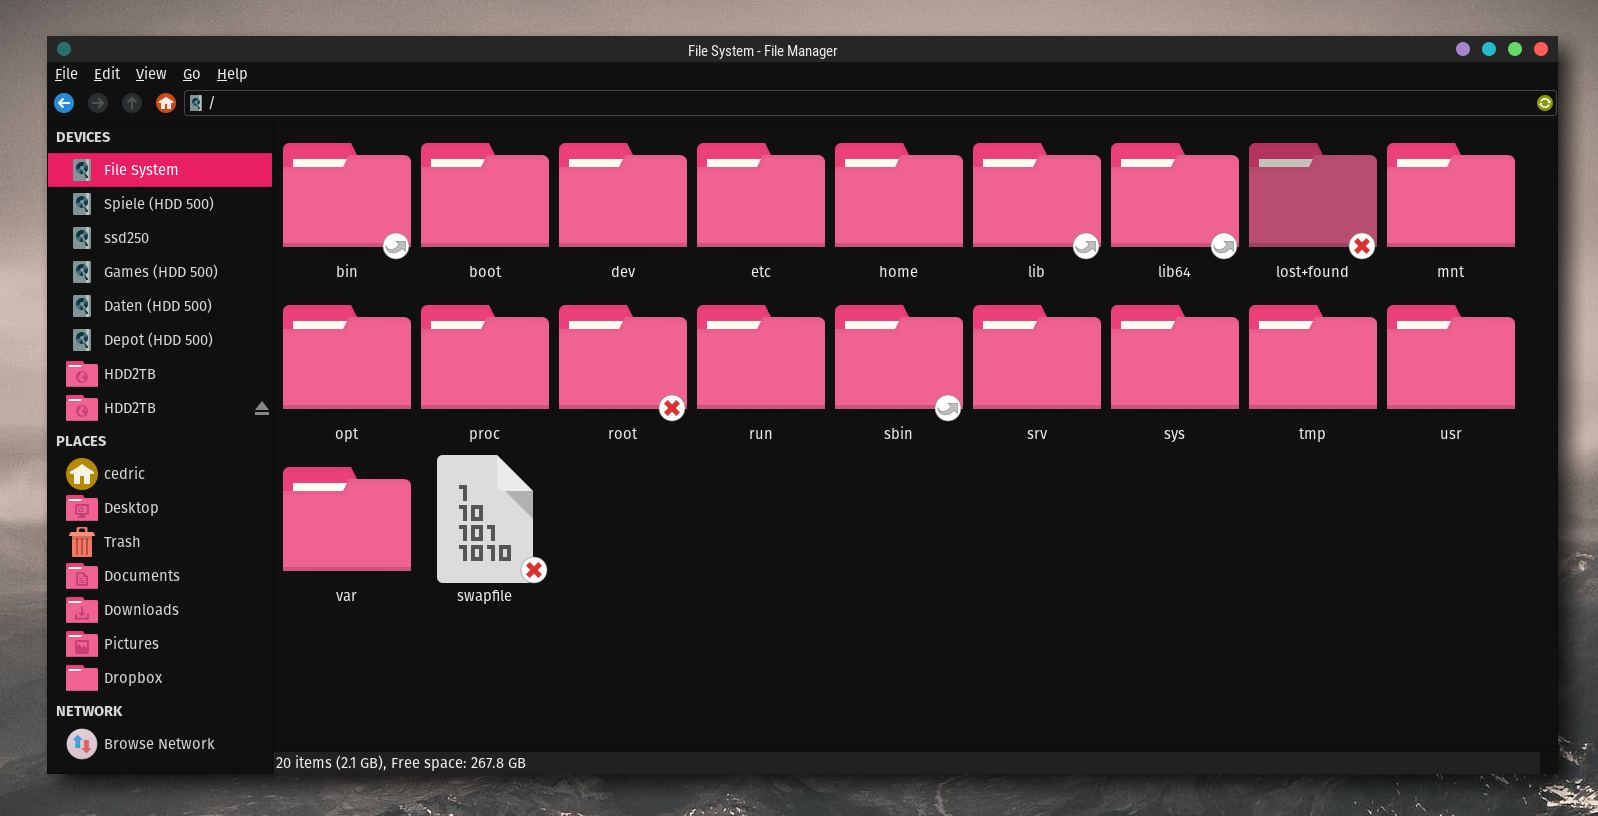 File System - File Manager
File Edit View Go Help
/
DEVICES
File System
Spiele (HDD 500)
ssd250
Games (HDD 500)
Daten (HDD 500)
Depot (HDD 500)
HDD2TB
HDD2TB
PLACES
cedric
Desktop
Trash
Documents
Downloads
Pictures
Dropbox
NETWORK
Browse Network
bin boot dev etc home lib lib64 lost+found mnt
opt proc root run sbin srv sys tmp usr
1
10
101
1010
var swapfile
20 items (2.1 GB), Free space: 267.8 GB